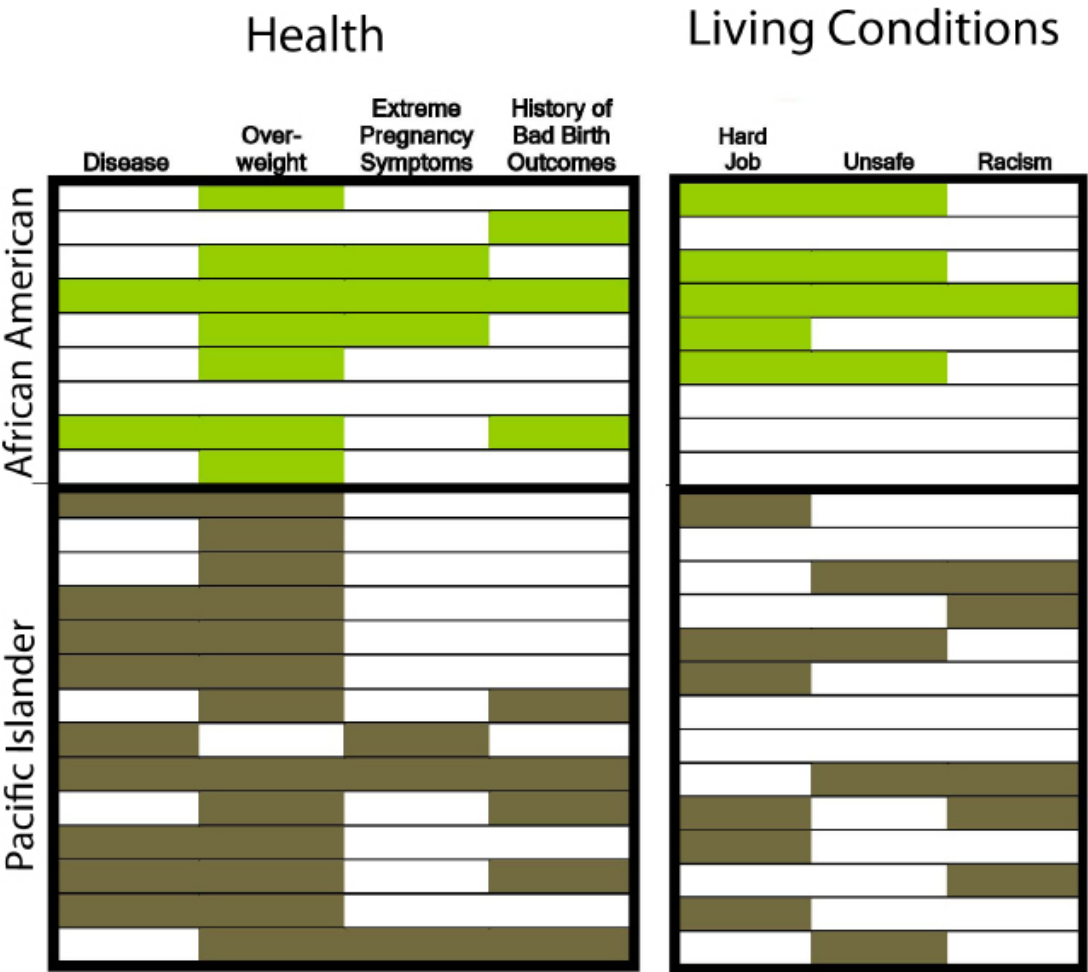 Health
Living Conditions
Disease
Over-
weight
Extreme
Pregnancy
Symptoms
History of
Bad Birth
Outcomes
Hard
Job
Unsafe
Racism
African American
Pacific Islander